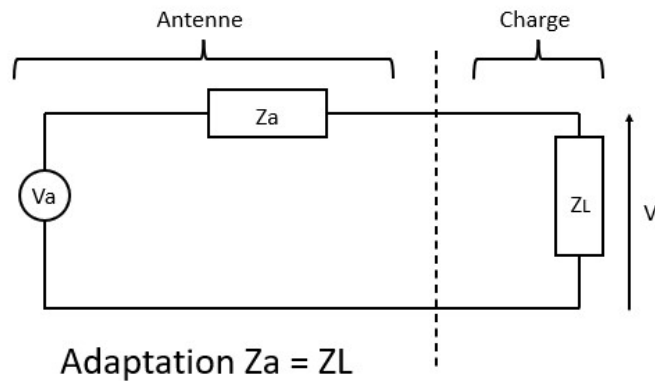 Antenne
Charge
Za
Va
ZL
V
Adaptation Za = ZL